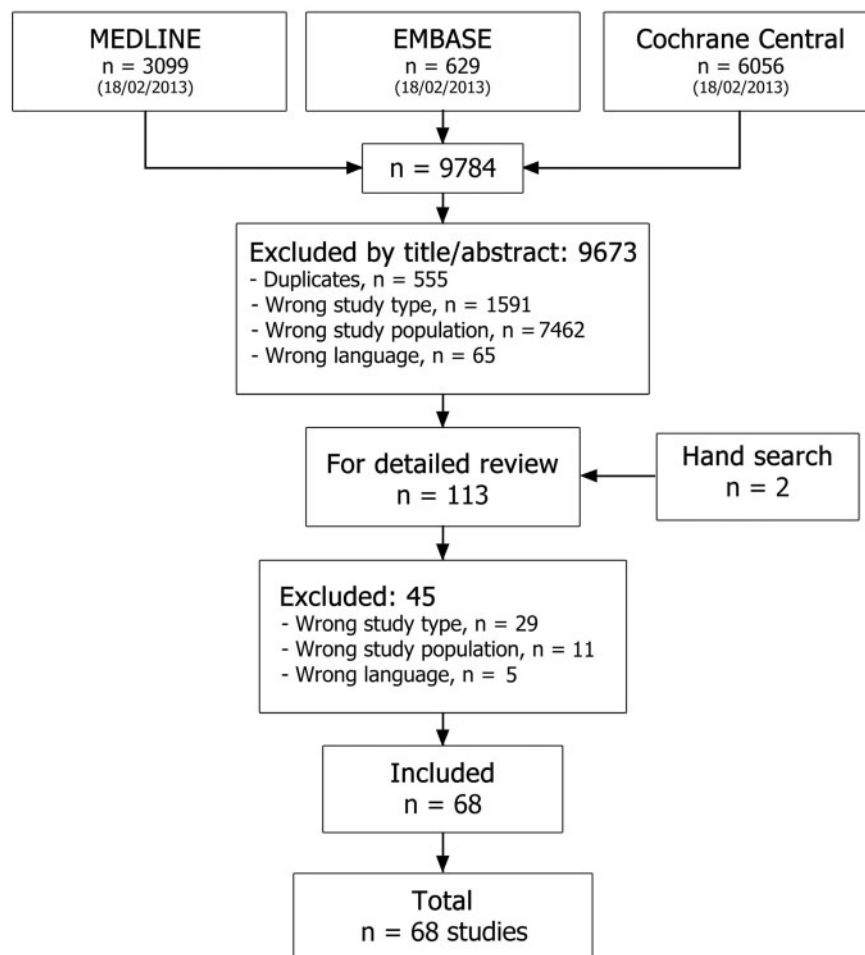 MEDLINE
n = 3099
(18/02/2013)
EMBASE
n = 629
(18/02/2013)
Cochrane Central
n = 6056
(18/02/2013)
n = 9784
Excluded by title/abstract: 9673
- Duplicates, n = 555
- Wrong study type, n = 1591
- Wrong study population, n = 7462
- Wrong language, n = 65
For detailed review
n = 113
Hand search
n = 2
Excluded: 45
- Wrong study type, n = 29
- Wrong study population, n = 11
- Wrong language, n = 5
Included
n = 68
Total
n = 68 studies